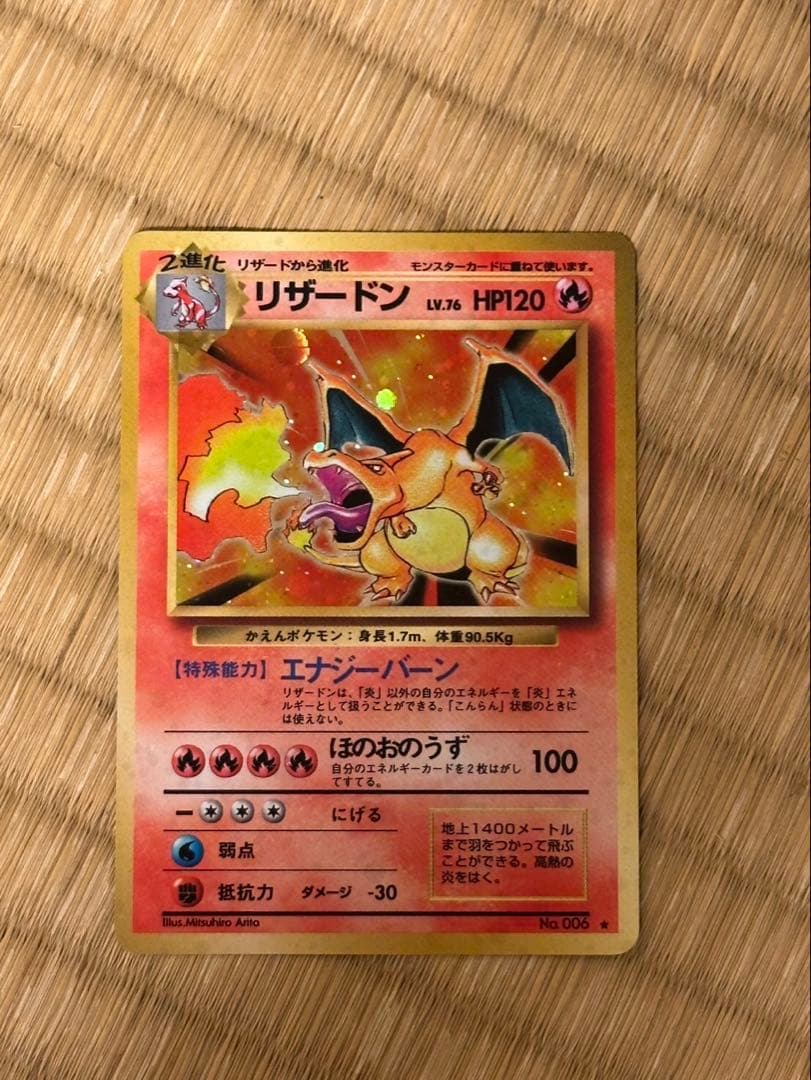 2進化 リザードから進化 モンスターカードに重ねて使います。
リザードン LV.76 HP120
かえんポケモン：身長1.7m、体重90.5Kg
【特殊能力】 エナジーバーン
リザードンは、「炎」以外の自分のエネルギーを「炎」エネ
ルギーとして扱うことができる。「こんらん」状態のときに
は使えない。
ほのおのうず 100
自分のエネルギーカードを2枚はがし
てすてる。
ー にげる
弱点
抵抗力 ダメージ -30
地上1400メートル
まで羽をつかって飛ぶ
ことができる。高熱の
炎をはく。
Illus.Mitsuhiro Arita No. 006 ★